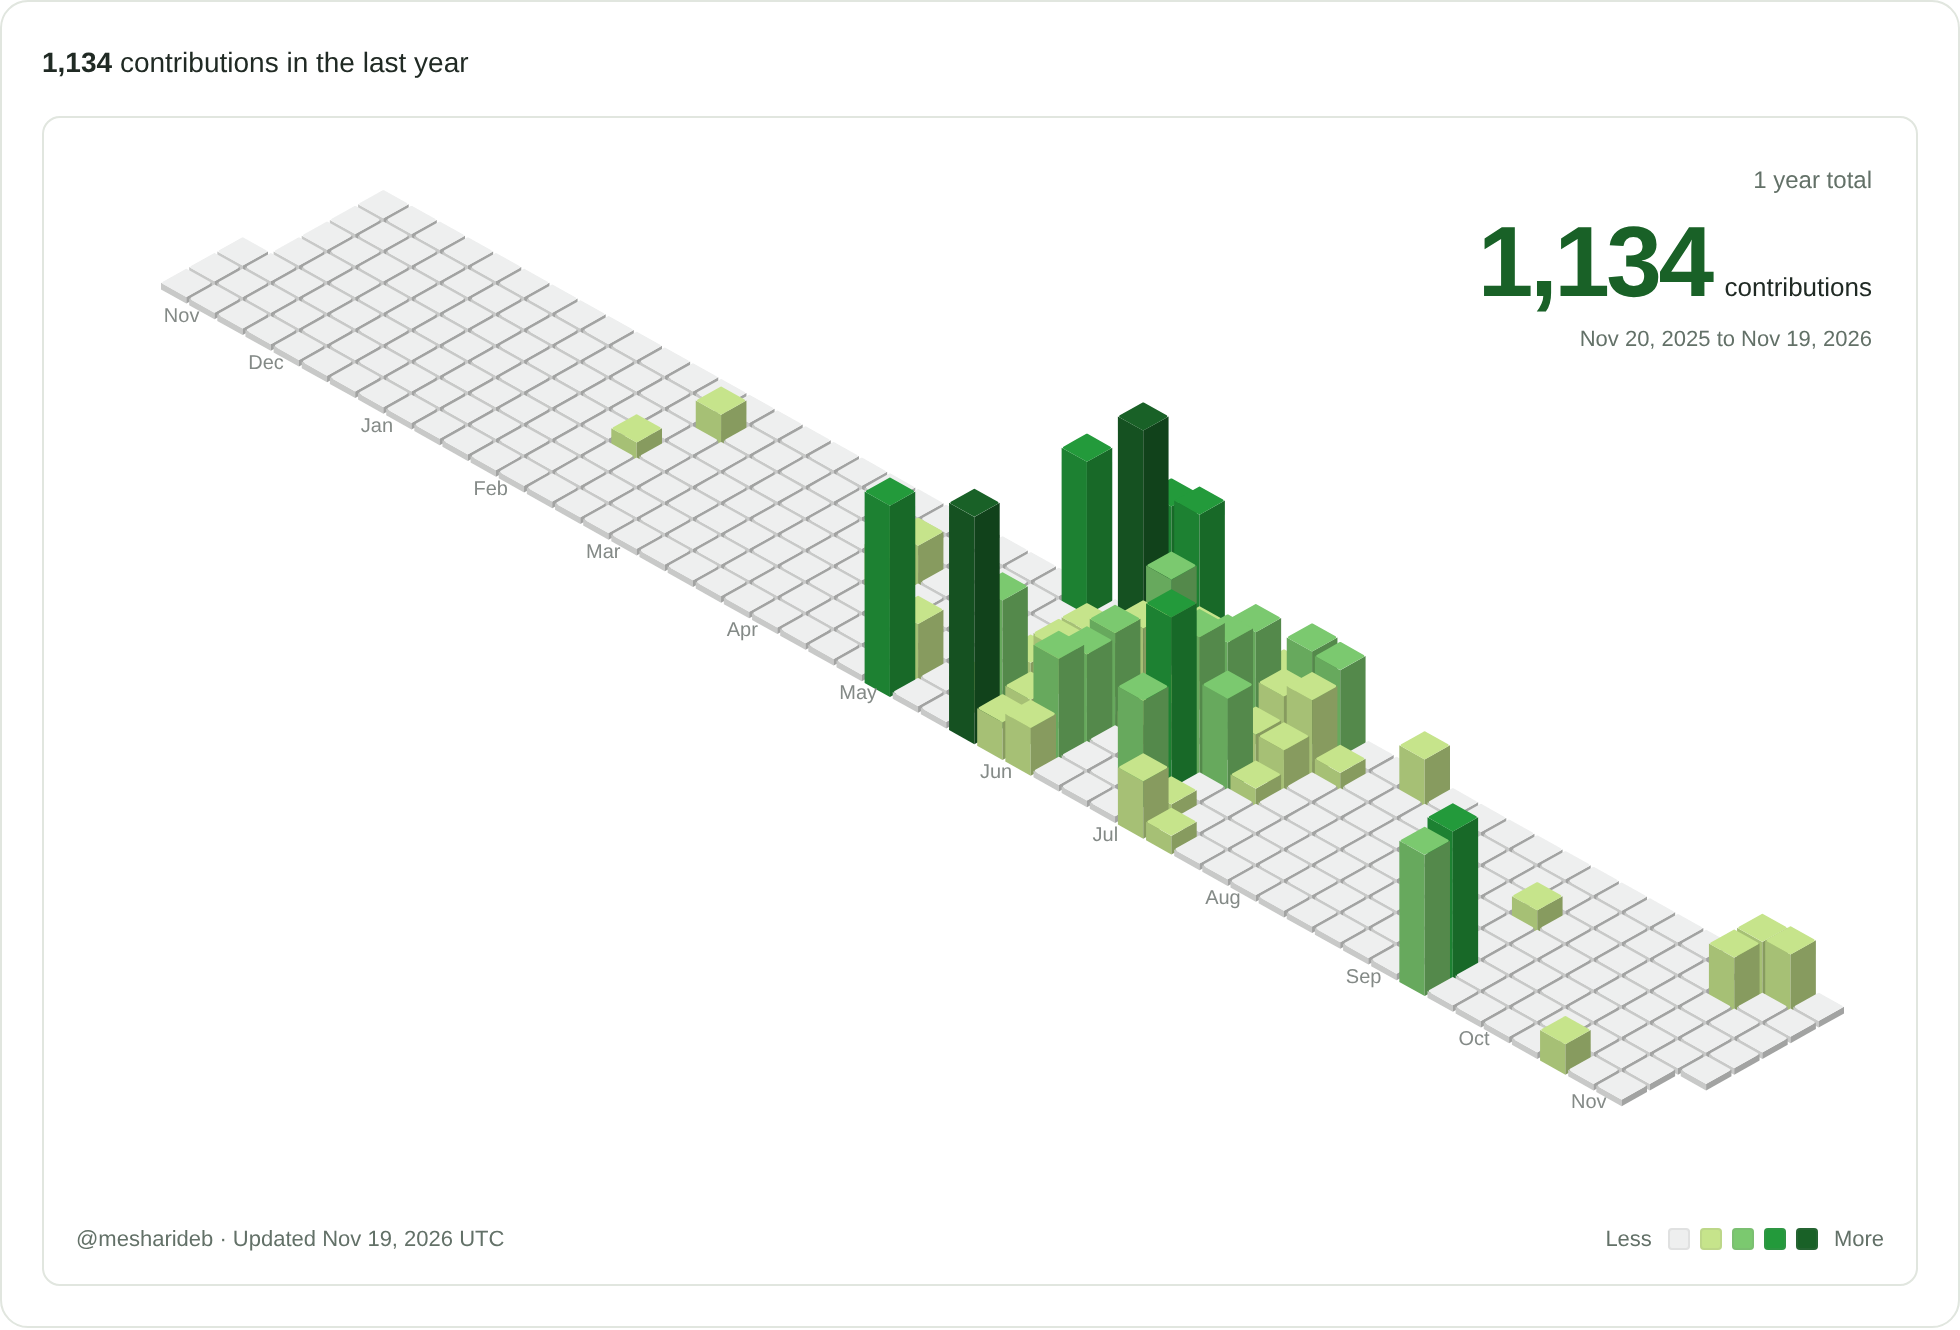 1,134 contributions in the last year
1 year total
1,134 contributions
Nov 20, 2025 to Nov 19, 2026
Nov
Dec
Jan
Feb
Mar
Apr
May
Jun
Jul
Aug
Sep
Oct
Nov
@mesharideb · Updated Nov 19, 2026 UTC
Less More